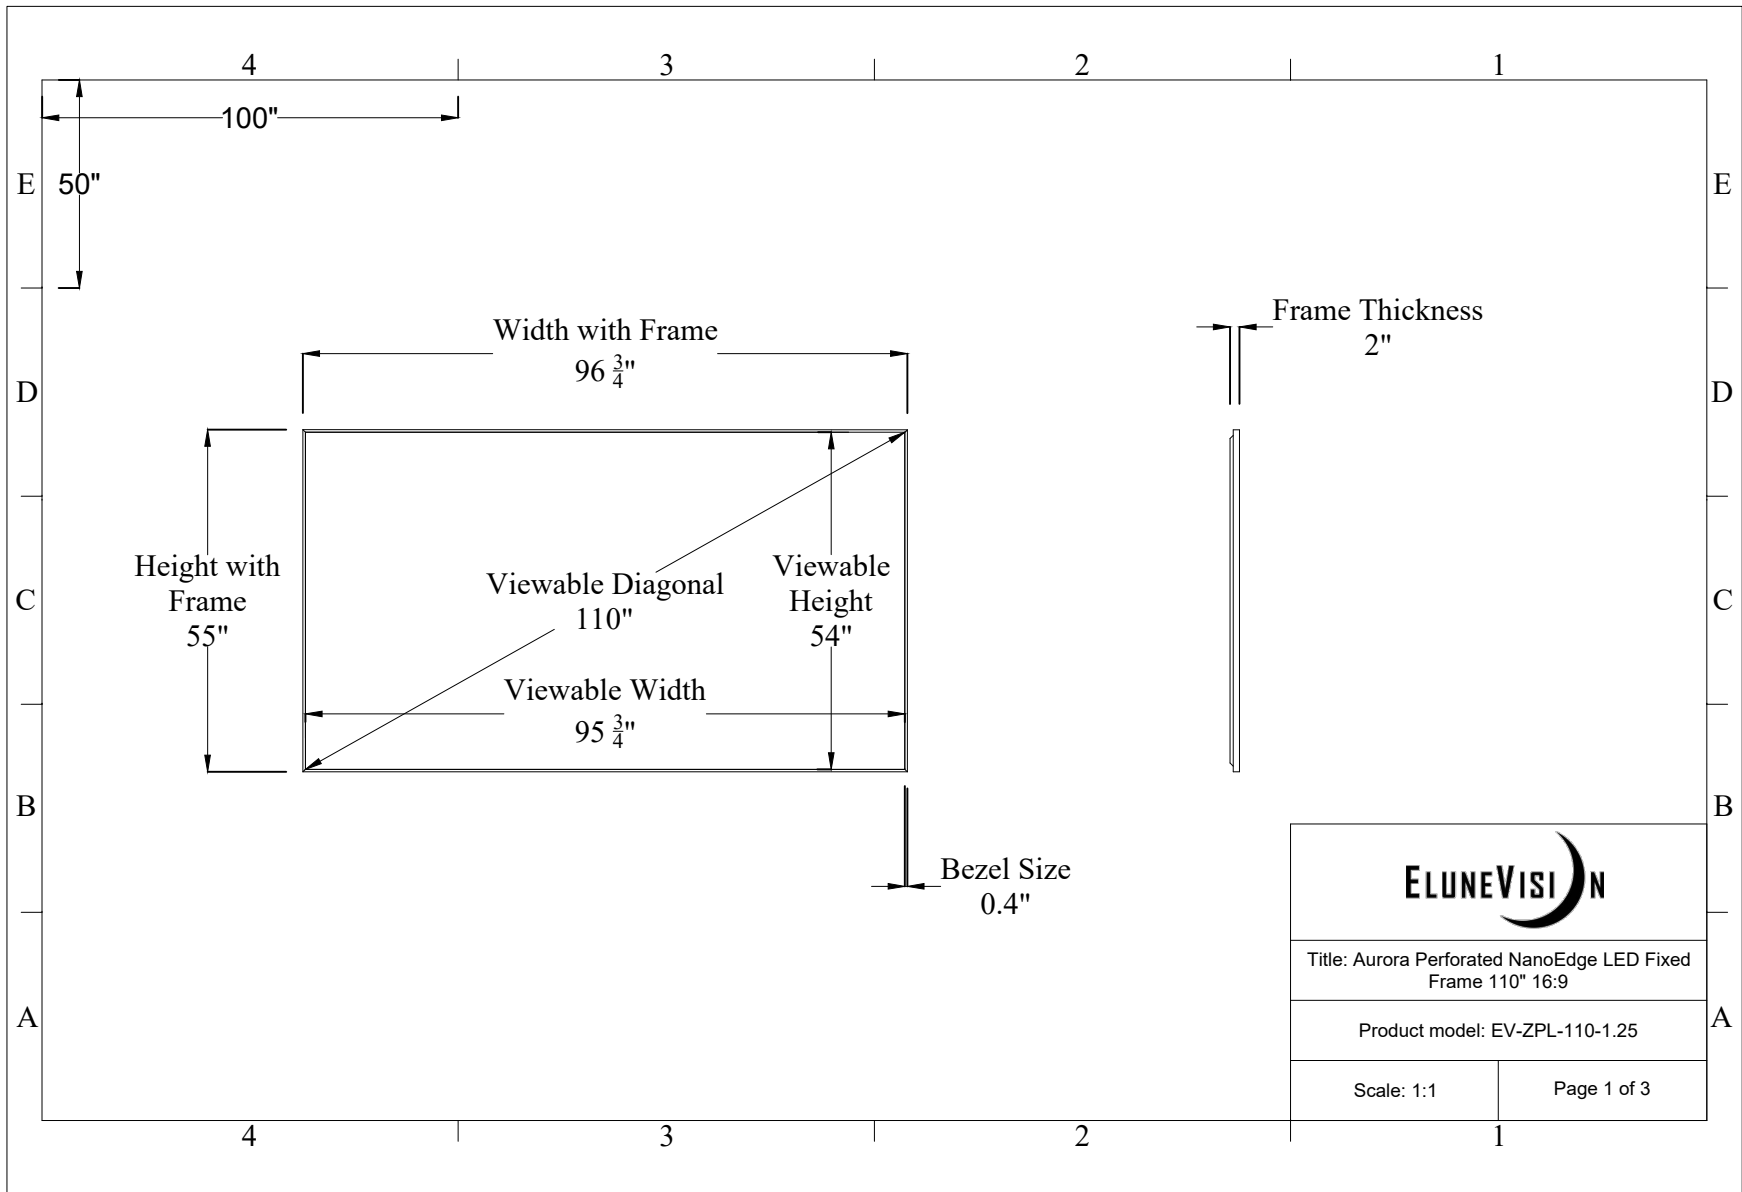 4 3 2 1
100"
E 50" E
Width with Frame
96 3/4"
Frame Thickness
2"
D D
Height with
Frame
55"
Viewable Diagonal
110"
Viewable
Height
54"
C C
Viewable Width
95 3/4"
B B
Bezel Size
0.4"
ELUNEVISION
Title: Aurora Perforated NanoEdge LED Fixed
Frame 110" 16:9
A A
Product model: EV-ZPL-110-1.25
Scale: 1:1 Page 1 of 3
4 3 2 1